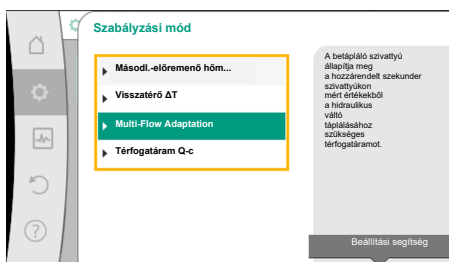 Szabályzási mód
Másodl.-előremenő hőm...
Visszatérő ΔT
Multi-Flow Adaptation
Térfogatáram Q-c
A betápláló szivattyú
állapítja meg
a hozzárendelt szekunder
szivattyúkon
mért értékekből
a hidraulikus
váltó
táplálásához
szükséges
térfogatáramot.
Beállítási segítség
?